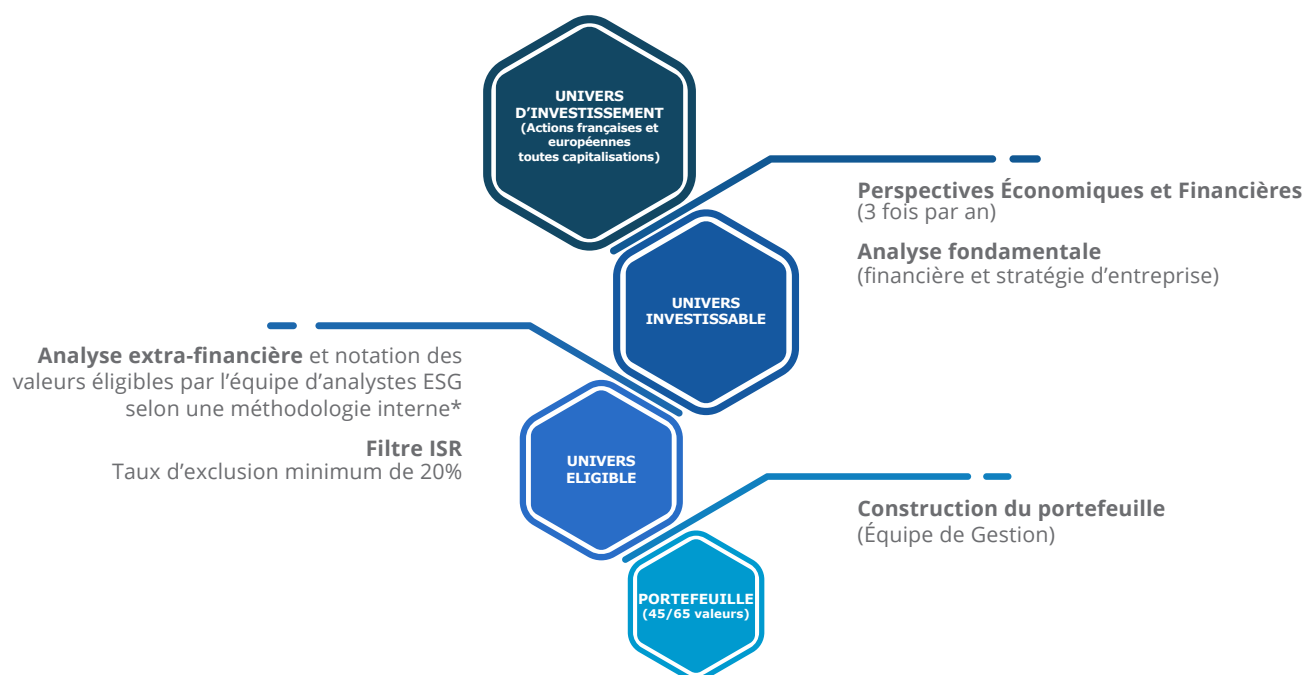 UNIVERS
D’INVESTISSEMENT
(Actions françaises et
européennes
toutes capitalisations)
Perspectives Économiques et Financières
(3 fois par an)
Analyse fondamentale
(financière et stratégie d’entreprise)
UNIVERS
INVESTISSABLE
Analyse extra-financière et notation des
valeurs éligibles par l’équipe d’analystes ESG
selon une méthodologie interne*
Filtre ISR
Taux d’exclusion minimum de 20%
UNIVERS
ELIGIBLE
Construction du portefeuille
(Équipe de Gestion)
PORTEFEUILLE
(45/65 valeurs)